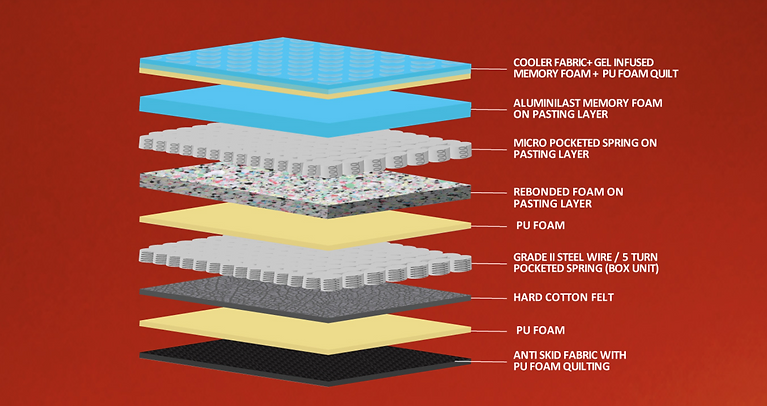 COOLER FABRIC+ GEL INFUSED
MEMORY FOAM + PU FOAM QUILT
ALUMINILAST MEMORY FOAM
ON PASTING LAYER
MICRO POCKETED SPRING ON
PASTING LAYER
REBONDED FOAM ON
PASTING LAYER
PU FOAM
GRADE II STEEL WIRE / 5 TURN
POCKETED SPRING (BOX UNIT)
HARD COTTON FELT
PU FOAM
ANTI SKID FABRIC WITH
PU FOAM QUILTING